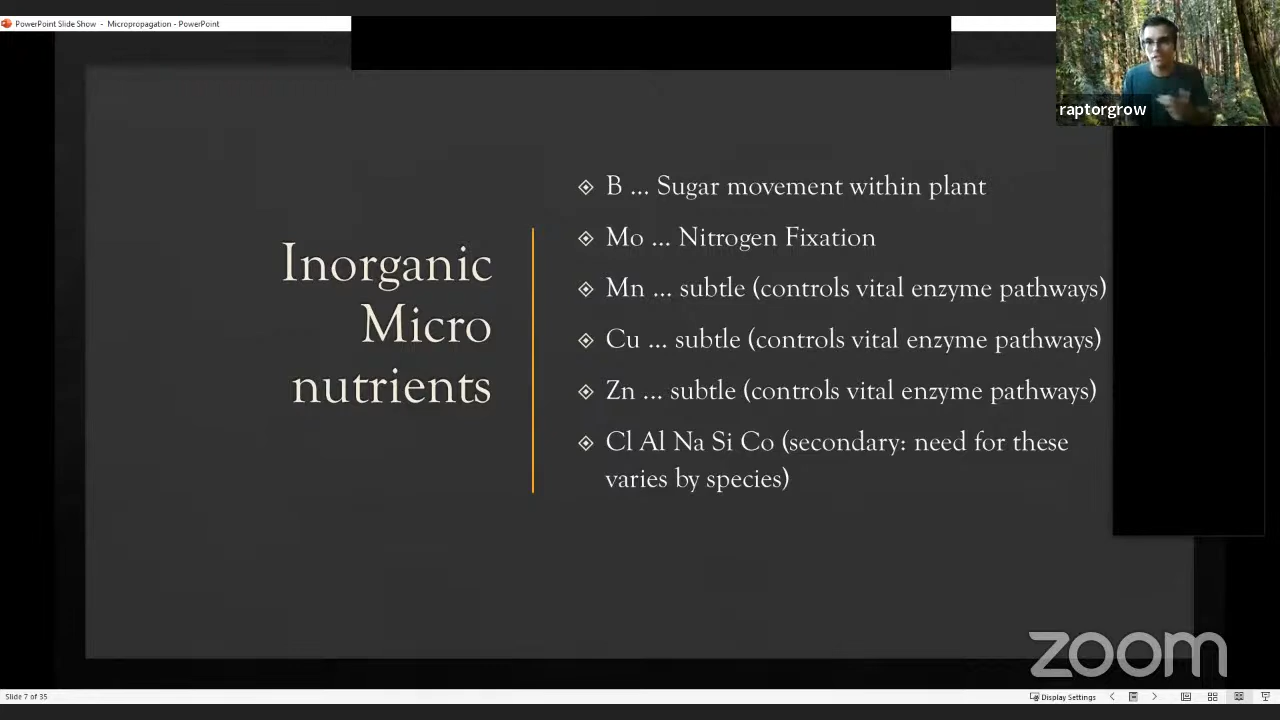 PowerPoint Slide Show - Micropropagation - PowerPoint
raptorgrow
Inorganic
Micro
nutrients
B ... Sugar movement within plant
Mo ... Nitrogen Fixation
Mn ... subtle (controls vital enzyme pathways)
Cu ... subtle (controls vital enzyme pathways)
Zn ... subtle (controls vital enzyme pathways)
Cl Al Na Si Co (secondary: need for these
varies by species)
zoom
Slide 7 of 35
Display Settings